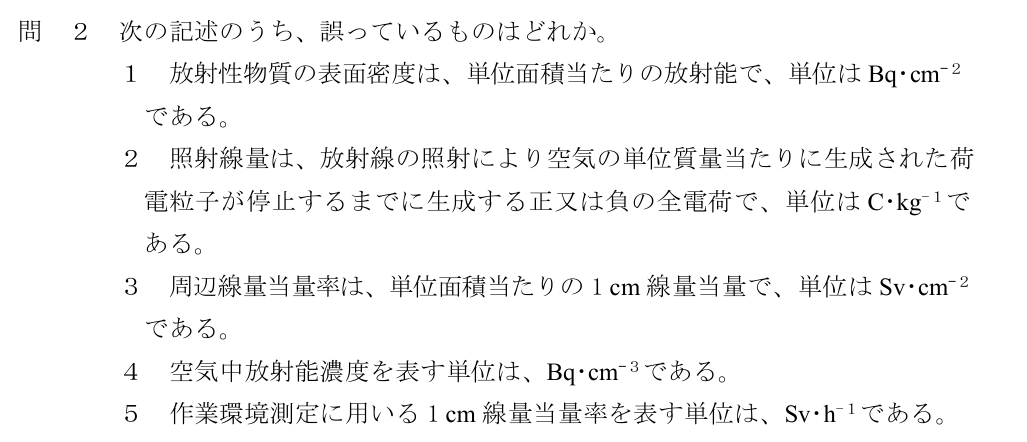 問　２　次の記述のうち、誤っているものはどれか。
１　放射性物質の表面密度は、単位面積当たりの放射能で、単位は Bq･cm⁻²
である。
２　照射線量は、放射線の照射により空気の単位質量当たりに生成された荷
電粒子が停止するまでに生成する正又は負の全電荷で、単位は C･kg⁻¹で
ある。
３　周辺線量当量率は、単位面積当たりの 1 cm 線量当量で、単位は Sv･cm⁻²
である。
４　空気中放射能濃度を表す単位は、Bq･cm⁻³である。
５　作業環境測定に用いる 1 cm 線量当量率を表す単位は、Sv･h⁻¹である。